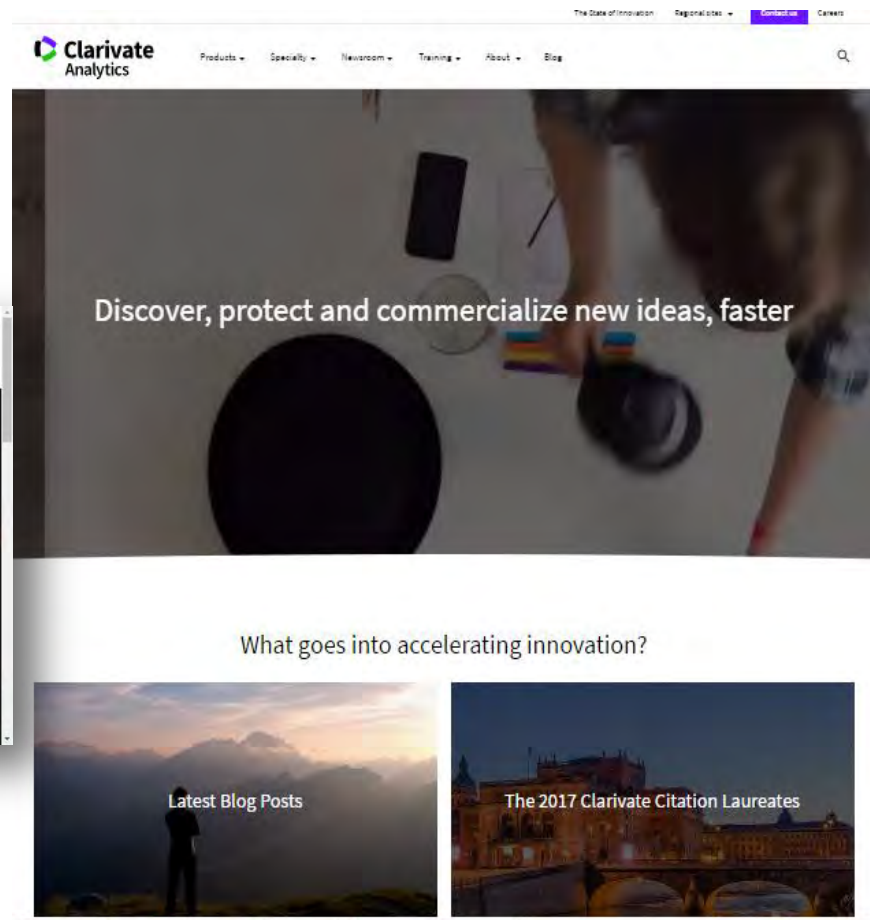 The State of Innovation Regional sites Contact us Careers
Clarivate
Analytics
Products Specialty Newsroom Training About Blog
Discover, protect and commercialize new ideas, faster
What goes into accelerating innovation?
Latest Blog Posts The 2017 Clarivate Citation Laureates